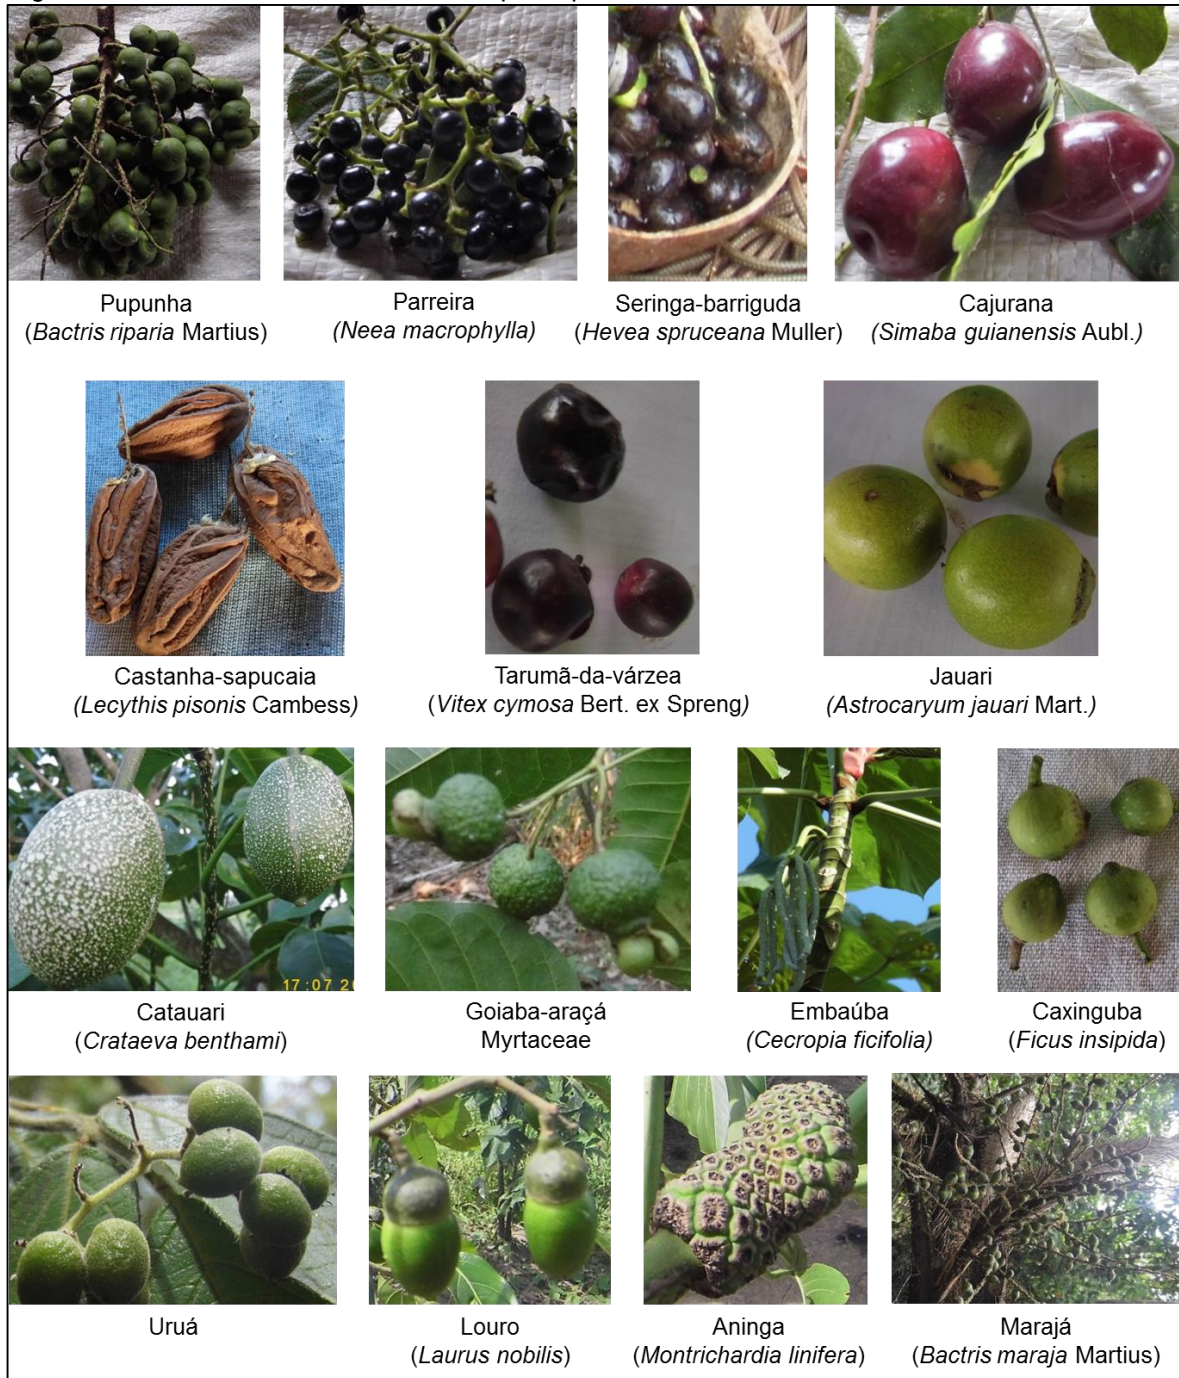 Pupunha
(Bactris riparia Martius)
Parreira
(Neea macrophylla)
Seringa-barriguda
(Hevea spruceana Muller)
Cajurana
(Simaba guianensis Aubl.)
Castanha-sapucaia
(Lecythis pisonis Cambess)
Tarumã-da-várzea
(Vitex cymosa Bert. ex Spreng)
Jauari
(Astrocaryum jauari Mart.)
17:07
Catauari
(Crataeva benthami)
Goiaba-araçá
Myrtaceae
Embaúba
(Cecropia ficifolia)
Caxinguba
(Ficus insipida)
Uruá
Louro
(Laurus nobilis)
Aninga
(Montrichardia linifera)
Marajá
(Bactris maraja Martius)